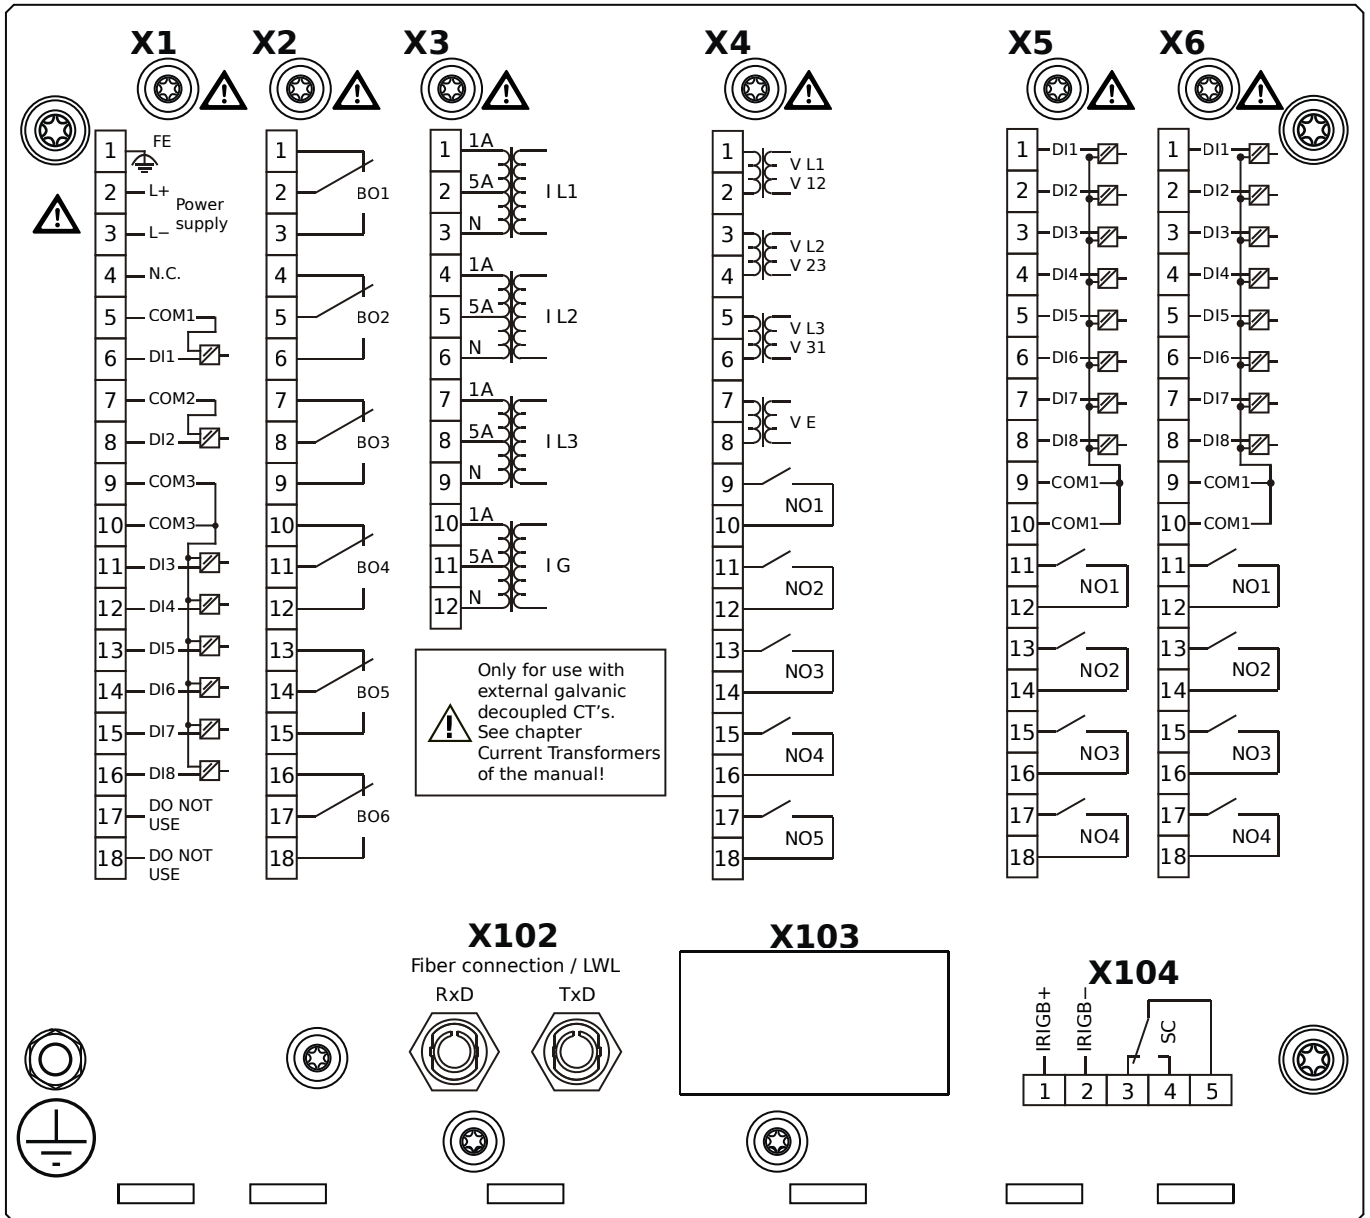 X1 X2 X3 X4 X5 X6
1 FE
2 L+
Power
supply
3 L−
4 N.C.
5 COM1
6 DI1
7 COM2
8 DI2
9 COM3
10 COM3
11 DI3
12 DI4
13 DI5
14 DI6
15 DI7
16 DI8
17 DO NOT
USE
18 DO NOT
USE
1
2 BO1
3
4
5 BO2
6
7
8 BO3
9
10
11 BO4
12
13
14 BO5
15
16
17 BO6
18
1 1A
2 5A I L1
3 N
4 1A
5 5A I L2
6 N
7 1A
8 5A I L3
9 N
10 1A
11 5A I G
12 N
Only for use with
external galvanic
decoupled CT's.
See chapter
Current Transformers
of the manual!
1 V L1
2 V 12
3 V L2
4 V 23
5 V L3
6 V 31
7 V E
8
9 NO1
10
11 NO2
12
13 NO3
14
15 NO4
16
17 NO5
18
1 DI1
2 DI2
3 DI3
4 DI4
5 DI5
6 DI6
7 DI7
8 DI8
9 COM1
10 COM1
11 NO1
12
13 NO2
14
15 NO3
16
17 NO4
18
1 DI1
2 DI2
3 DI3
4 DI4
5 DI5
6 DI6
7 DI7
8 DI8
9 COM1
10 COM1
11 NO1
12
13 NO2
14
15 NO3
16
17 NO4
18
X102
Fiber connection / LWL
RxD TxD
X103
X104
IRIGB+ IRIGB− SC
1 2 3 4 5